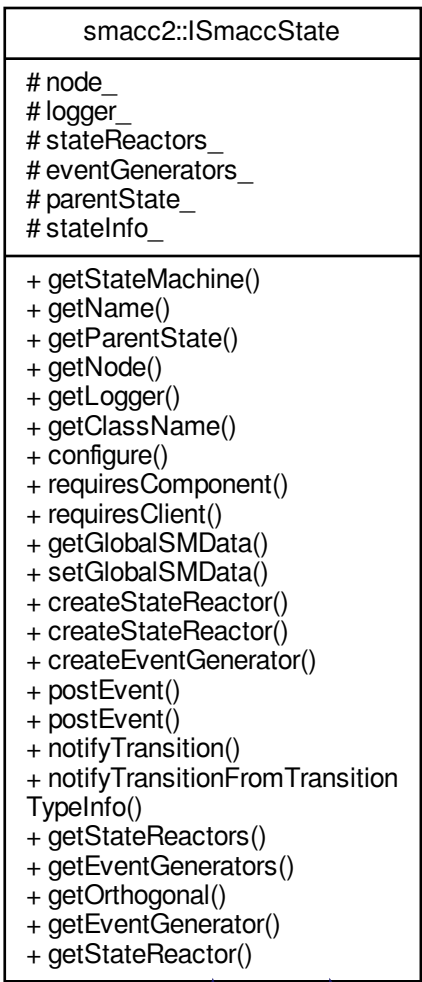 smacc2::ISmaccState
# node_
# logger_
# stateReactors_
# eventGenerators_
# parentState_
# stateInfo_
+ getStateMachine()
+ getName()
+ getParentState()
+ getNode()
+ getLogger()
+ getClassName()
+ configure()
+ requiresComponent()
+ requiresClient()
+ getGlobalSMData()
+ setGlobalSMData()
+ createStateReactor()
+ createStateReactor()
+ createEventGenerator()
+ postEvent()
+ postEvent()
+ notifyTransition()
+ notifyTransitionFromTransition
TypeInfo()
+ getStateReactors()
+ getEventGenerators()
+ getOrthogonal()
+ getEventGenerator()
+ getStateReactor()